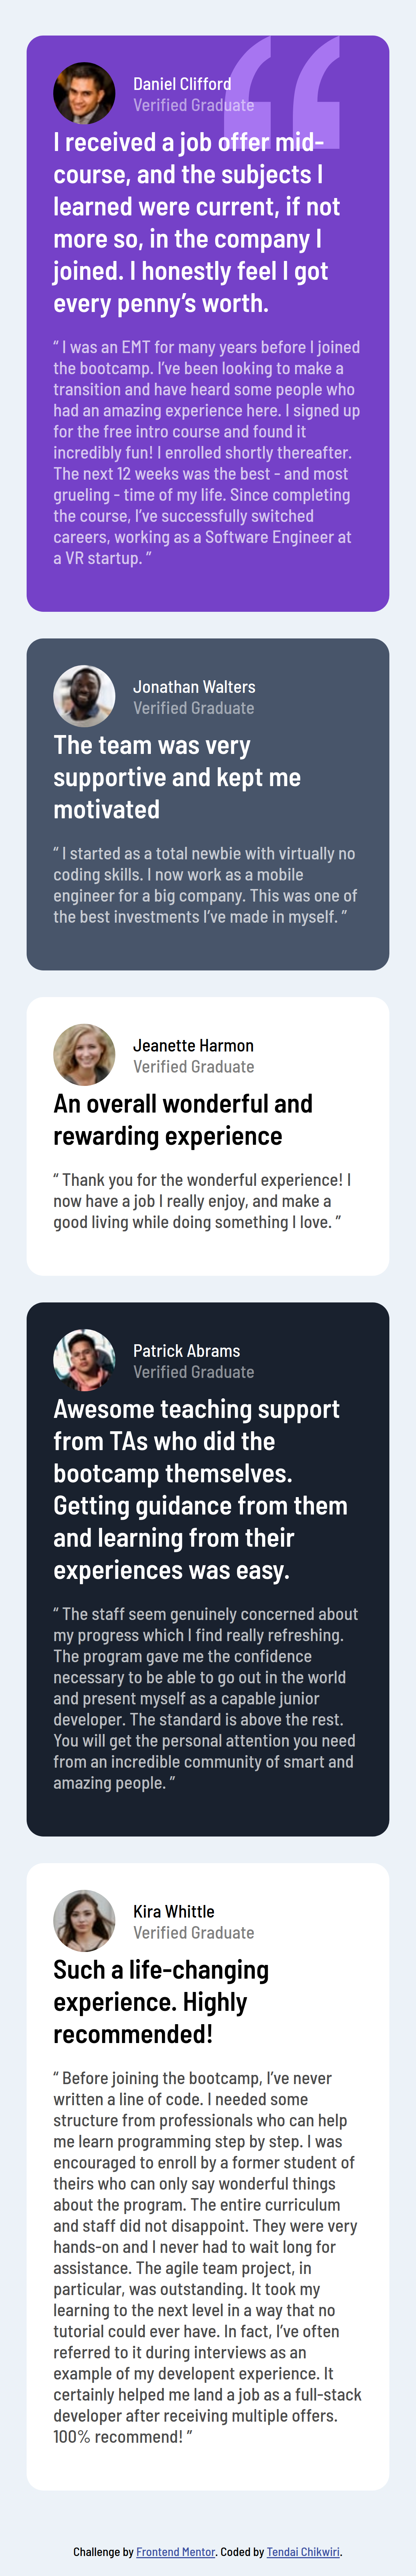 Daniel Clifford
Verified Graduate
I received a job offer mid-
course, and the subjects I
learned were current, if not
more so, in the company I
joined. I honestly feel I got
every penny’s worth.
“ I was an EMT for many years before I joined
the bootcamp. I’ve been looking to make a
transition and have heard some people who
had an amazing experience here. I signed up
for the free intro course and found it
incredibly fun! I enrolled shortly thereafter.
The next 12 weeks was the best - and most
grueling - time of my life. Since completing
the course, I’ve successfully switched
careers, working as a Software Engineer at
a VR startup. ”
Jonathan Walters
Verified Graduate
The team was very
supportive and kept me
motivated
“ I started as a total newbie with virtually no
coding skills. I now work as a mobile
engineer for a big company. This was one of
the best investments I’ve made in myself. ”
Jeanette Harmon
Verified Graduate
An overall wonderful and
rewarding experience
“ Thank you for the wonderful experience! I
now have a job I really enjoy, and make a
good living while doing something I love. ”
Patrick Abrams
Verified Graduate
Awesome teaching support
from TAs who did the
bootcamp themselves.
Getting guidance from them
and learning from their
experiences was easy.
“ The staff seem genuinely concerned about
my progress which I find really refreshing.
The program gave me the confidence
necessary to be able to go out in the world
and present myself as a capable junior
developer. The standard is above the rest.
You will get the personal attention you need
from an incredible community of smart and
amazing people. ”
Kira Whittle
Verified Graduate
Such a life-changing
experience. Highly
recommended!
“ Before joining the bootcamp, I’ve never
written a line of code. I needed some
structure from professionals who can help
me learn programming step by step. I was
encouraged to enroll by a former student of
theirs who can only say wonderful things
about the program. The entire curriculum
and staff did not disappoint. They were very
hands-on and I never had to wait long for
assistance. The agile team project, in
particular, was outstanding. It took my
learning to the next level in a way that no
tutorial could ever have. In fact, I’ve often
referred to it during interviews as an
example of my developent experience. It
certainly helped me land a job as a full-stack
developer after receiving multiple offers.
100% recommend! ”
Challenge by Frontend Mentor. Coded by Tendai Chikwiri.